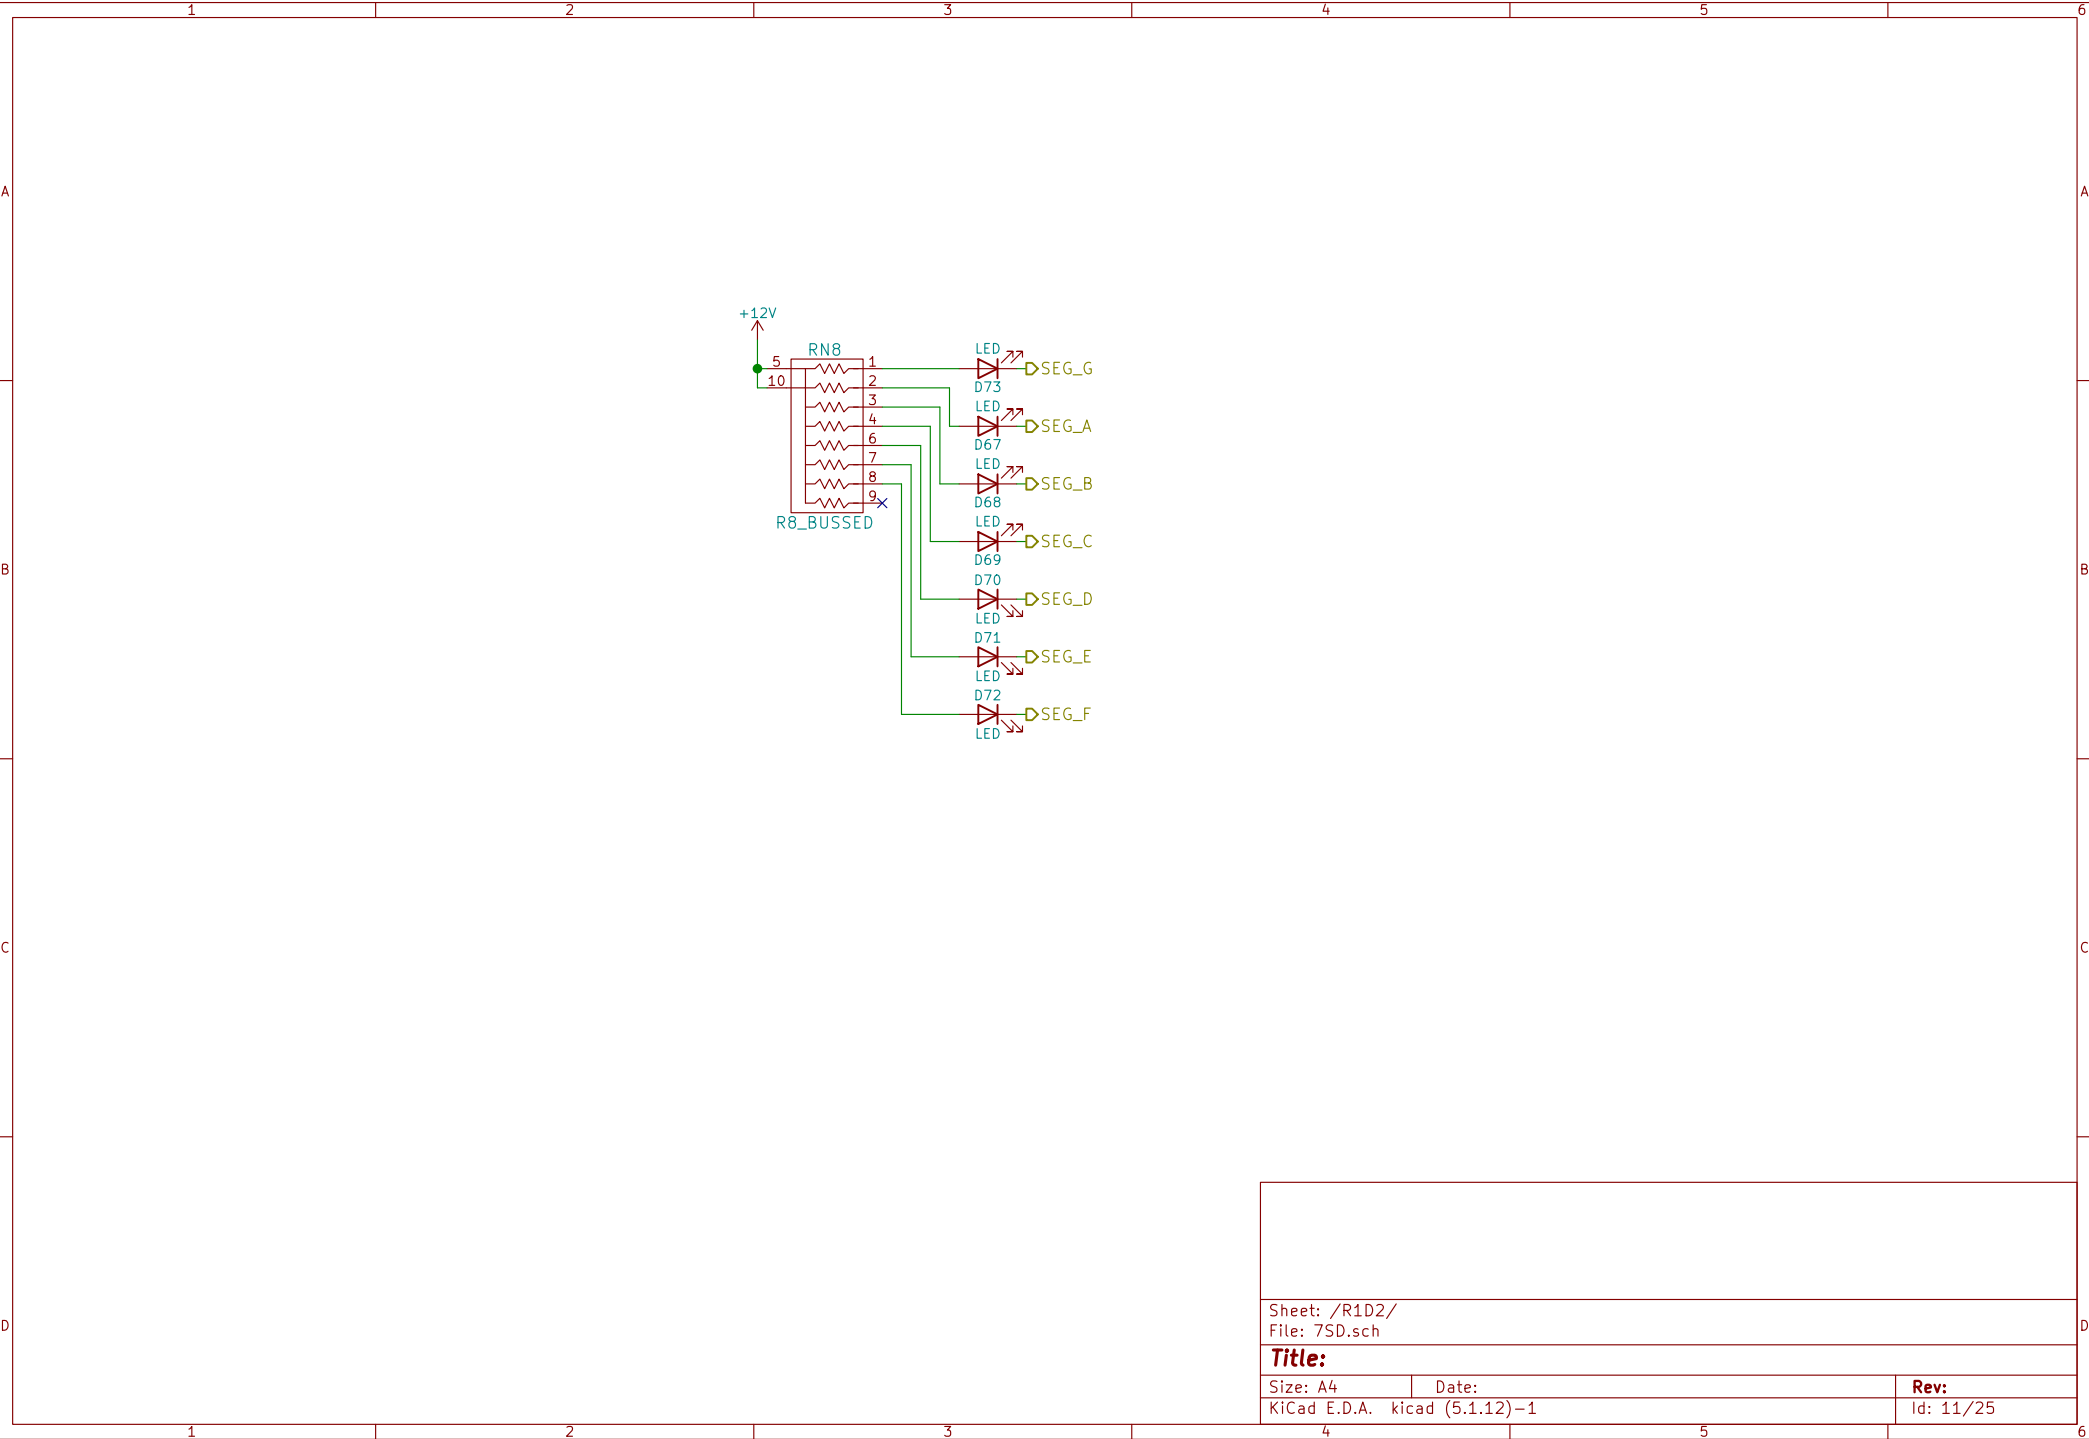 1 2 3 4 5 6
A A
+12V
RN8
LED
5 1
SEG_G
10 2
D73
3
LED
4
SEG_A
6
D67
7
LED
8
SEG_B
9
D68
R8_BUSSED
LED
SEG_C
D69
B B
D70
SEG_D
LED
D71
SEG_E
LED
D72
SEG_F
LED
C C
Sheet: /R1D2/
File: 7SD.sch
D D
Title:
Size: A4 Date: Rev:
KiCad E.D.A. kicad (5.1.12)-1 Id: 11/25
1 2 3 4 5 6